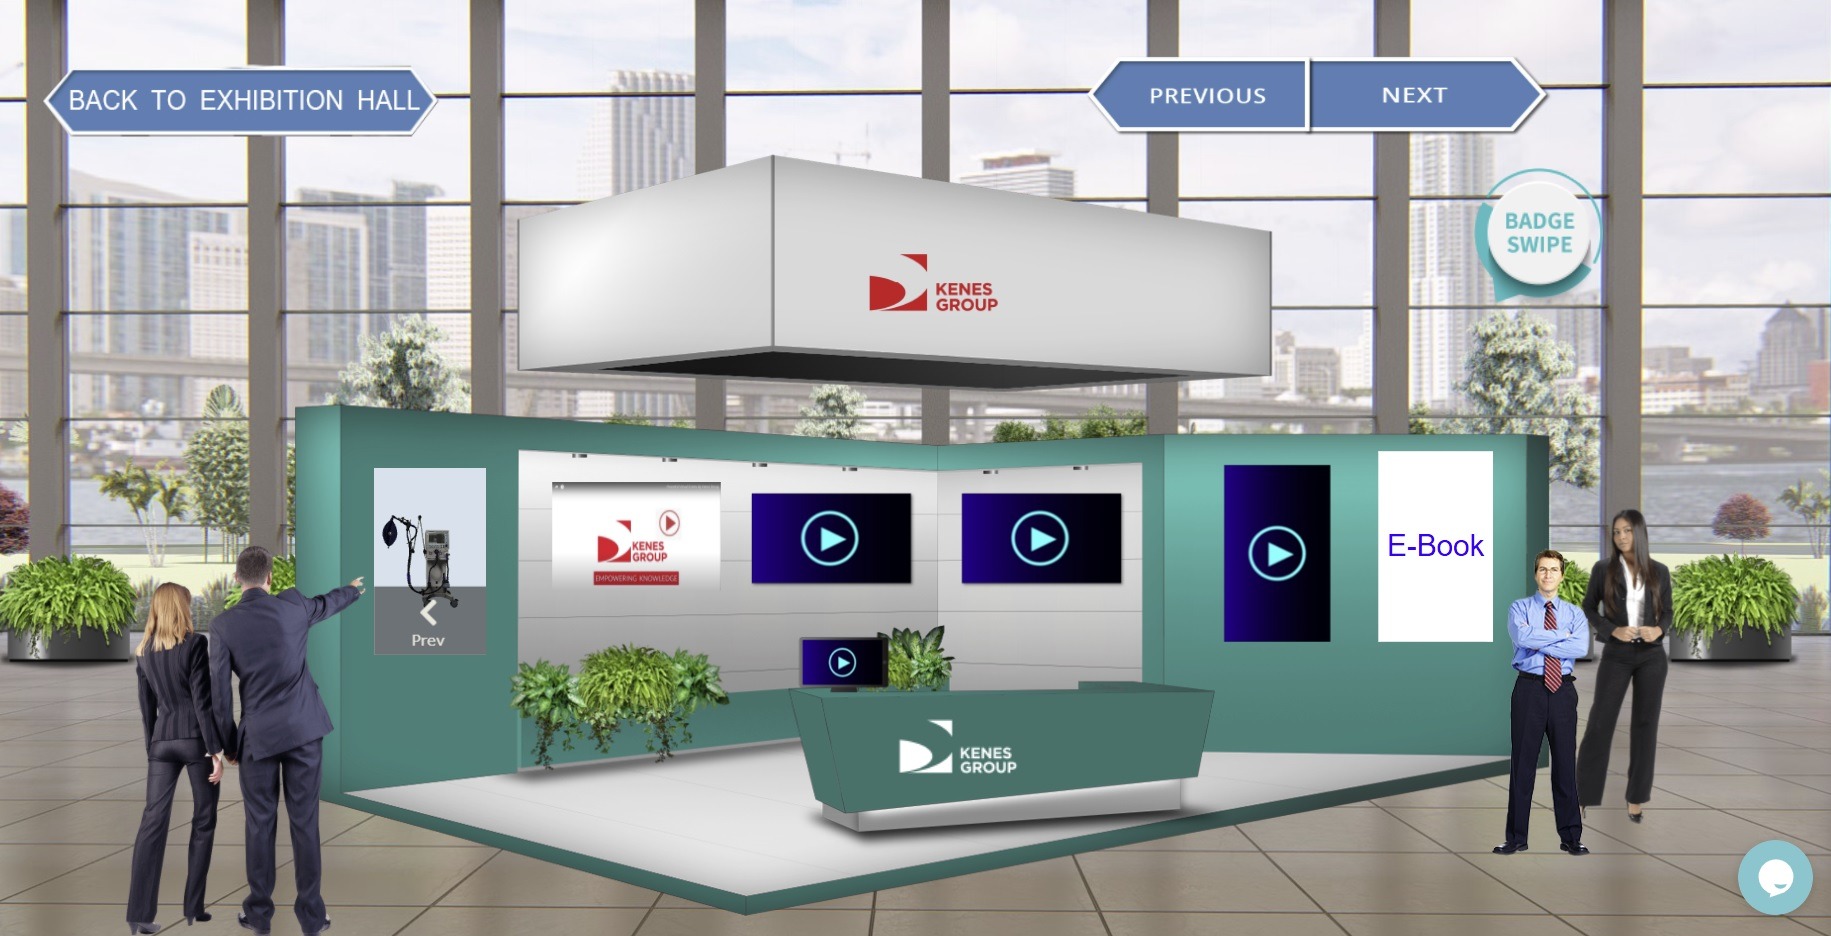 BACK TO EXHIBITION HALL
PREVIOUS
NEXT
BADGE
SWIPE
KENES
GROUP
KENES
GROUP
EMPOWERING KNOWLEDGE
E-Book
Prev
KENES
GROUP